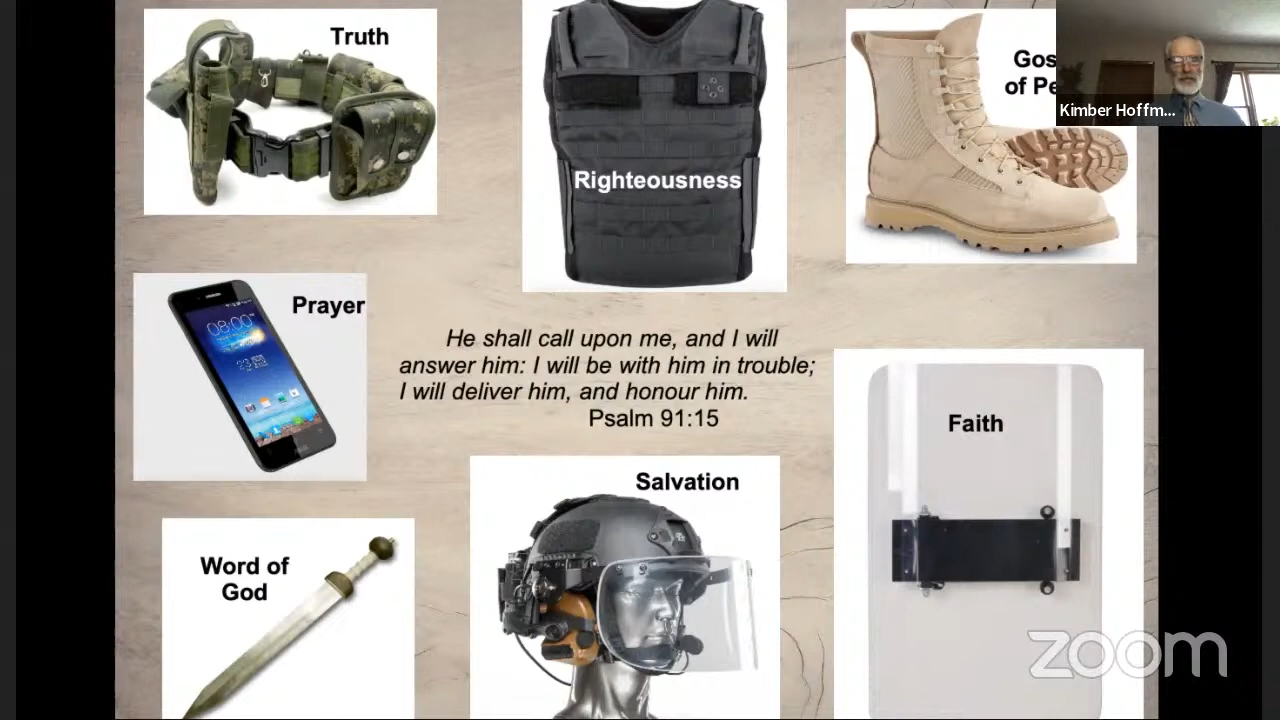 Truth
Righteousness
Gos
of Pe
Kimber Hoffm...
Prayer
08:00
He shall call upon me, and I will
answer him: I will be with him in trouble;
I will deliver him, and honour him.
Psalm 91:15
Faith
Salvation
Word of
God
zoom